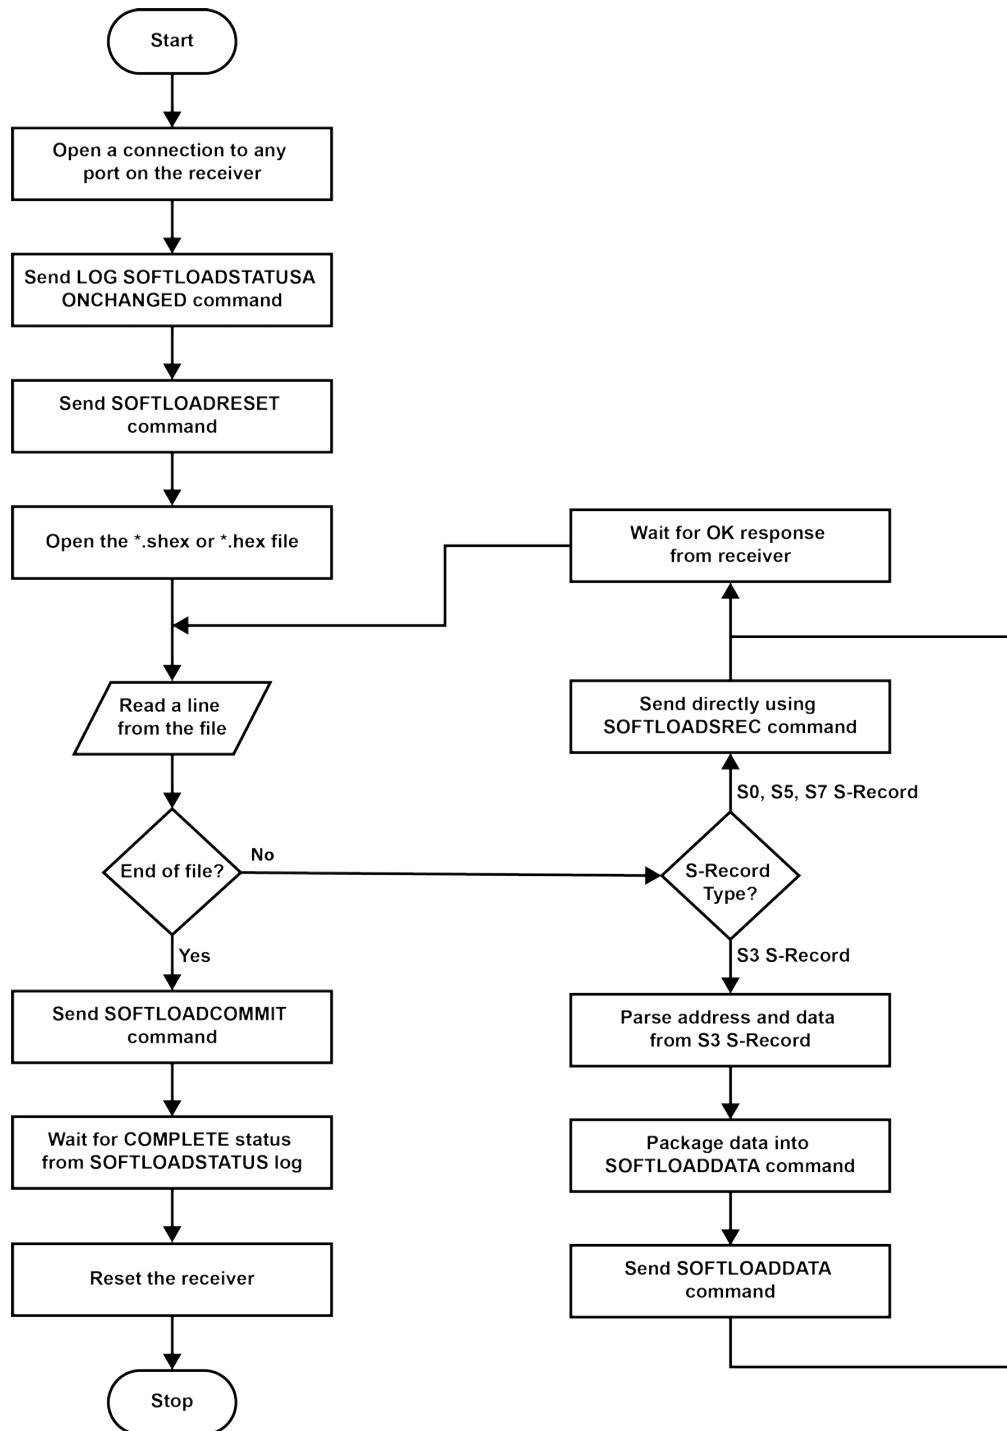 Start
Open a connection to any
port on the receiver
Send LOG SOFTLOADSTATUSA
ONCHANGED command
Send SOFTLOADRESET
command
Open the *.shex or *.hex file
Read a line
from the file
End of file?
No
Yes
Send SOFTLOADCOMMIT
command
Wait for COMPLETE status
from SOFTLOADSTATUS log
Reset the receiver
Stop
Wait for OK response
from receiver
Send directly using
SOFTLOADSREC command
S0, S5, S7 S-Record
S-Record
Type?
S3 S-Record
Parse address and data
from S3 S-Record
Package data into
SOFTLOADDATA command
Send SOFTLOADDATA
command